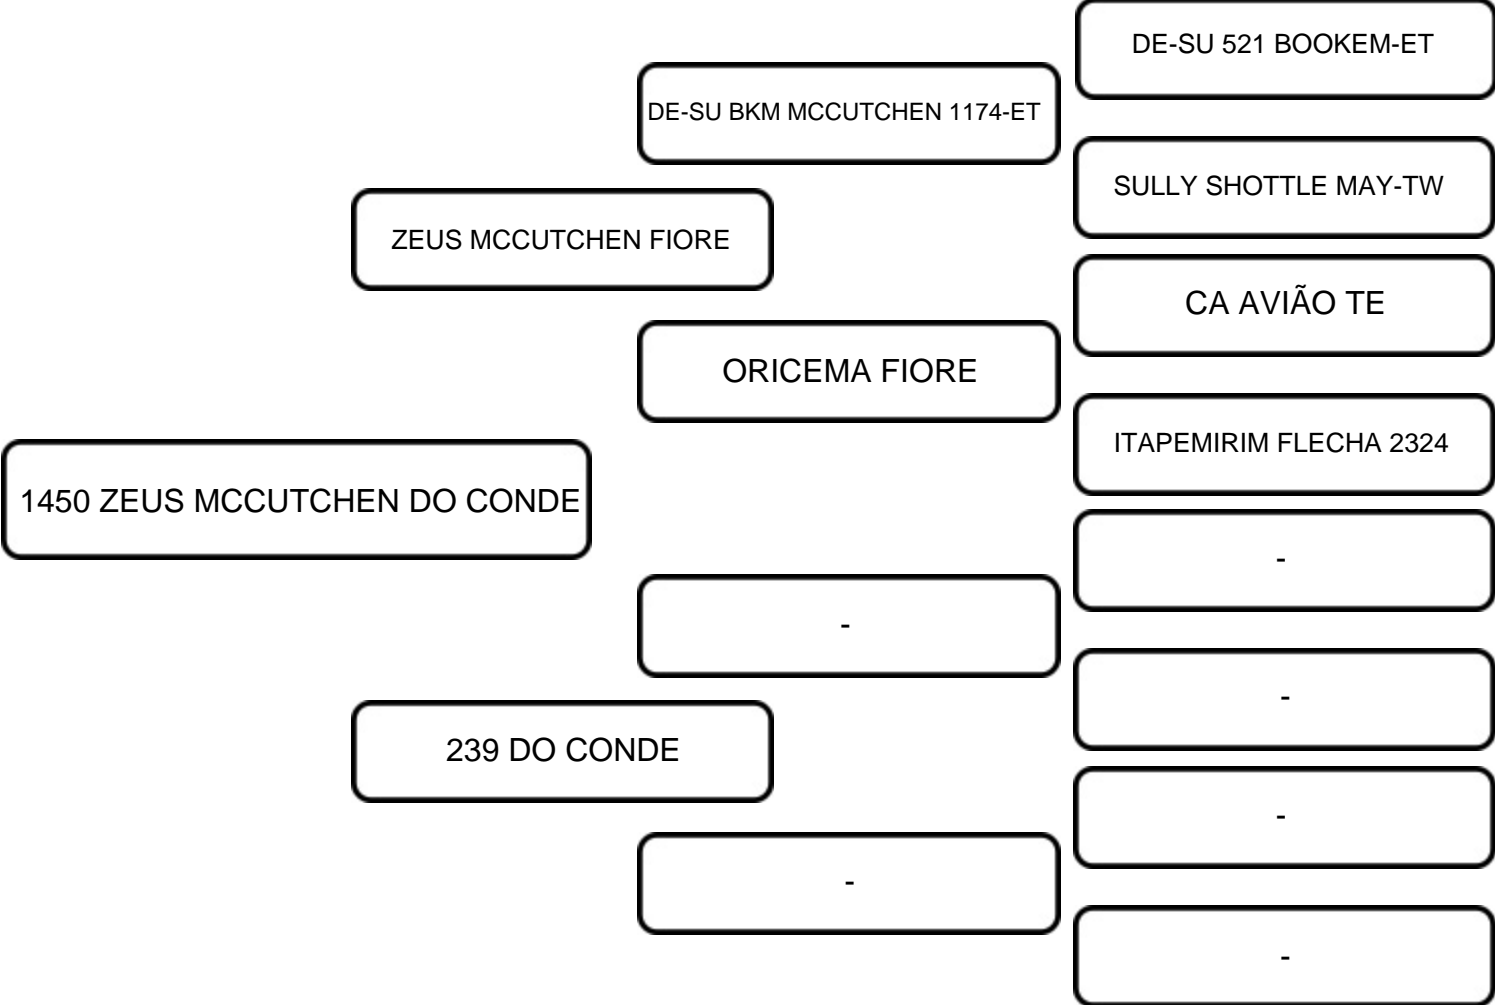 DE-SU 521 BOOKEM-ET
DE-SU BKM MCCUTCHEN 1174-ET
SULLY SHOTTLE MAY-TW
ZEUS MCCUTCHEN FIORE
CA AVIÃO TE
ORICEMA FIORE
ITAPEMIRIM FLECHA 2324
1450 ZEUS MCCUTCHEN DO CONDE
-
-
-
239 DO CONDE
-
-
-